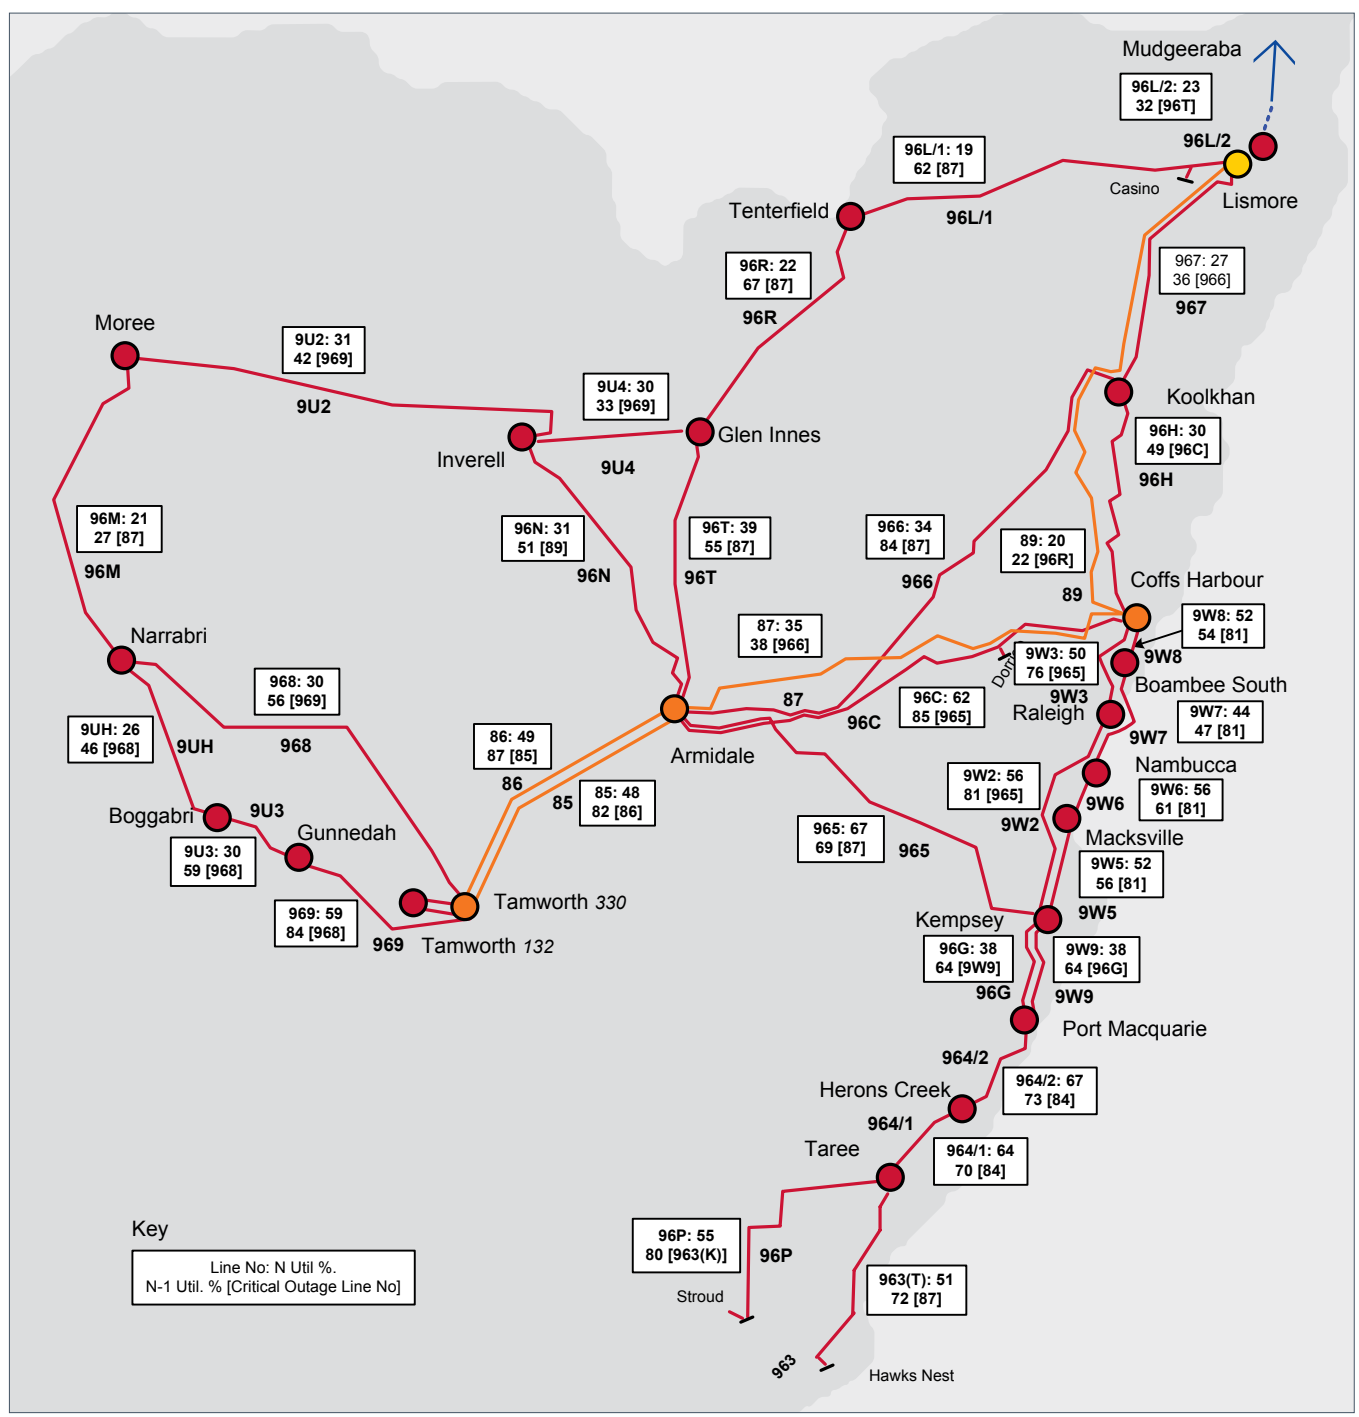 Mudgeeraba
96L/2: 23
32 [96T]
96L/2
96L/1: 19
62 [87]
Casino
Lismore
Tenterfield
96L/1
96R: 22
67 [87]
96R
967: 27
36 [966]
967
Moree
9U2: 31
42 [969]
9U2
9U4: 30
33 [969]
9U4
Koolkhan
Glen Innes
Inverell
96H: 30
49 [96C]
96H
96M: 21
27 [87]
96M
96N: 31
51 [89]
96N
96T: 39
55 [87]
96T
966: 34
84 [87]
966
89: 20
22 [96R]
89
Coffs Harbour
9W8: 52
54 [81]
9W8
Narrabri
87: 35
38 [966]
87
9W3: 50
76 [965]
9W3
Boambee South
968: 30
56 [969]
968
96C: 62
85 [965]
96C
Raleigh
9W7: 44
47 [81]
9W7
9UH: 26
46 [968]
9UH
86: 49
87 [85]
86
Armidale
85: 48
82 [86]
85
9W2: 56
81 [965]
9W2
Nambucca
9W6: 56
61 [81]
9W6
Boggabri
9U3
Gunnedah
9U3: 30
59 [968]
965: 67
69 [87]
965
Macksville
9W5: 52
56 [81]
9W5
Tamworth 330
969: 59
84 [968]
969
Tamworth 132
Kempsey
96G: 38
64 [9W9]
96G
9W9: 38
64 [96G]
9W9
Port Macquarie
964/2
964/2: 67
73 [84]
Herons Creek
964/1
964/1: 64
70 [84]
Taree
96P: 55
80 [963(K)]
96P
Stroud
963(T): 51
72 [87]
963
Hawks Nest
Key
Line No: N Util %.
N-1 Util. % [Critical Outage Line No]